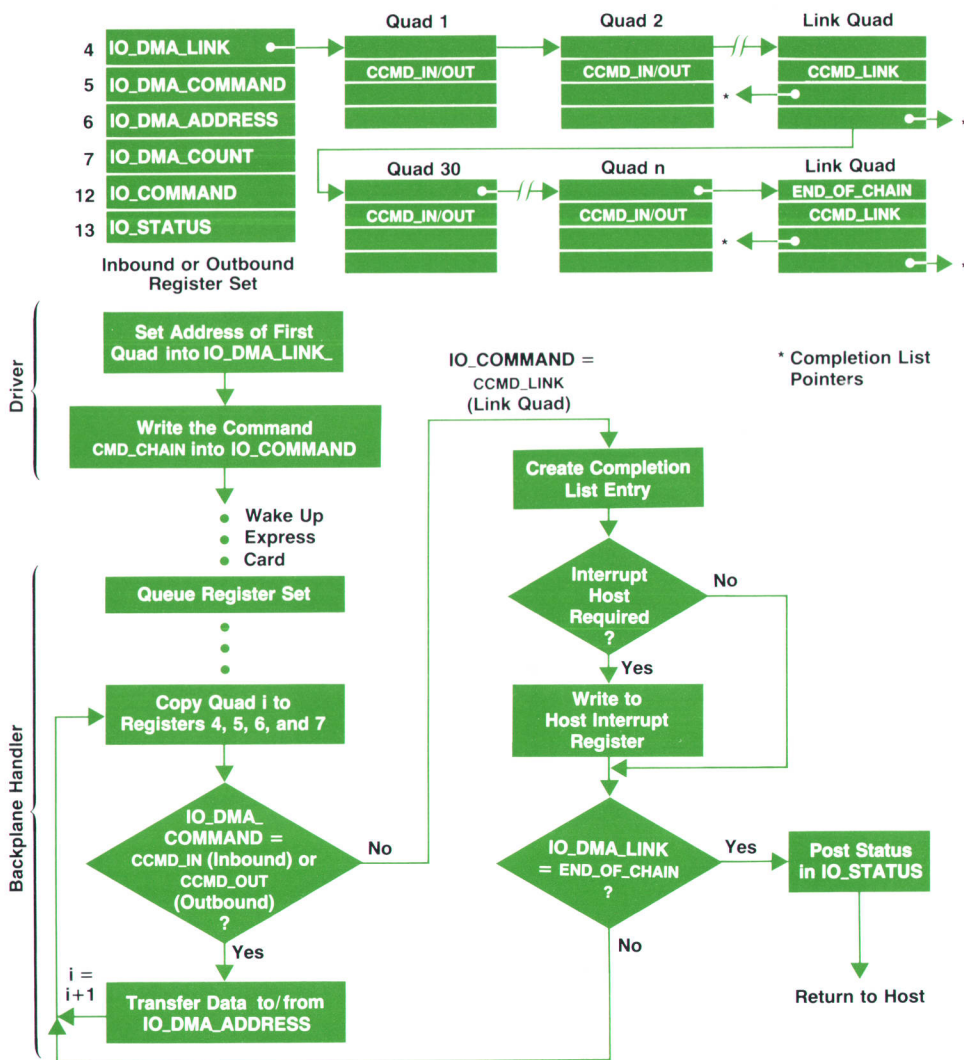 Quad 1
Quad 2
Link Quad
4 IO_DMA_LINK
5 IO_DMA_COMMAND
6 IO_DMA_ADDRESS
7 IO_DMA_COUNT
12 IO_COMMAND
13 IO_STATUS
Inbound or Outbound
Register Set
CCMD_IN/OUT
CCMD_IN/OUT
CCMD_LINK
*
*
Quad 30
Quad n
Link Quad
END_OF_CHAIN
CCMD_IN/OUT
CCMD_IN/OUT
CCMD_LINK
*
*
* Completion List
Pointers
Driver
Set Address of First
Quad into IO_DMA_LINK_
Write the Command
CMD_CHAIN into IO_COMMAND
Wake Up
Express
Card
Backplane Handler
Queue Register Set
Copy Quad i to
Registers 4, 5, 6, and 7
IO_DMA_
COMMAND =
CCMD_IN (Inbound) or
CCMD_OUT
(Outbound)
?
No
Yes
Transfer Data to/from
IO_DMA_ADDRESS
i =
i+1
IO_COMMAND =
CCMD_LINK
(Link Quad)
Create Completion
List Entry
Interrupt
Host
Required
?
No
Yes
Write to
Host Interrupt
Register
IO_DMA_LINK
= END_OF_CHAIN
?
Yes
No
Post Status
in IO_STATUS
Return to Host